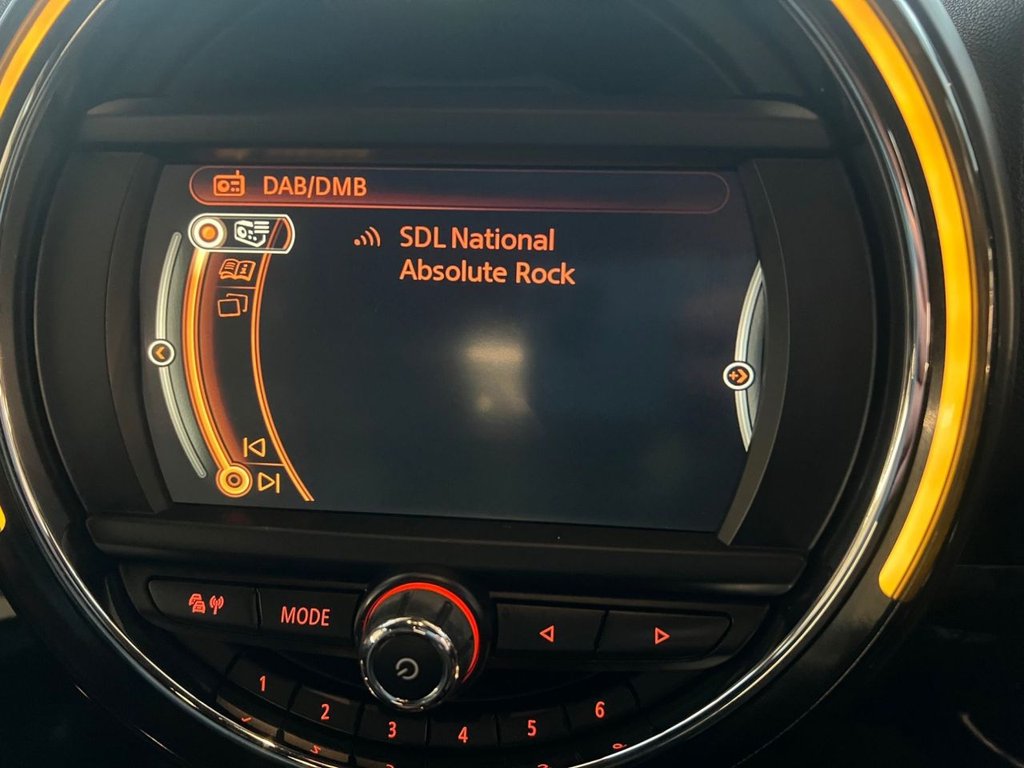 DAB/DMB
SDL National
Absolute Rock
MODE
1
2
3
4
5
6